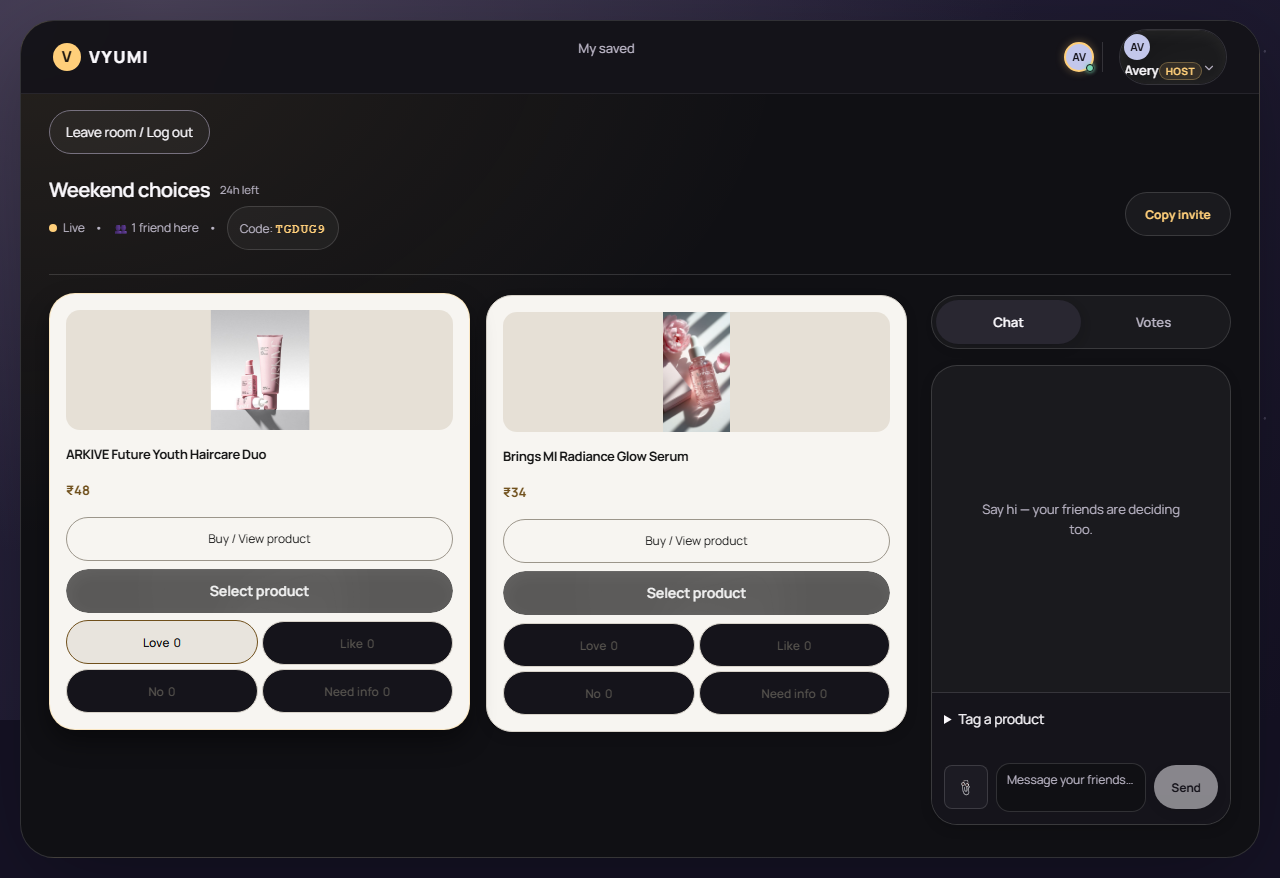 V VYUMI
My saved
AV
AV
Avery HOST
Leave room / Log out
Weekend choices 24h left
Live • 1 friend here • Code: TGDUG9
Copy invite
ARKIVE Future Youth Haircare Duo
₹48
Buy / View product
Select product
Love 0
Like 0
No 0
Need info 0
Brings MI Radiance Glow Serum
₹34
Buy / View product
Select product
Love 0
Like 0
No 0
Need info 0
Chat
Votes
Say hi — your friends are deciding
too.
Tag a product
Message your friends...
Send